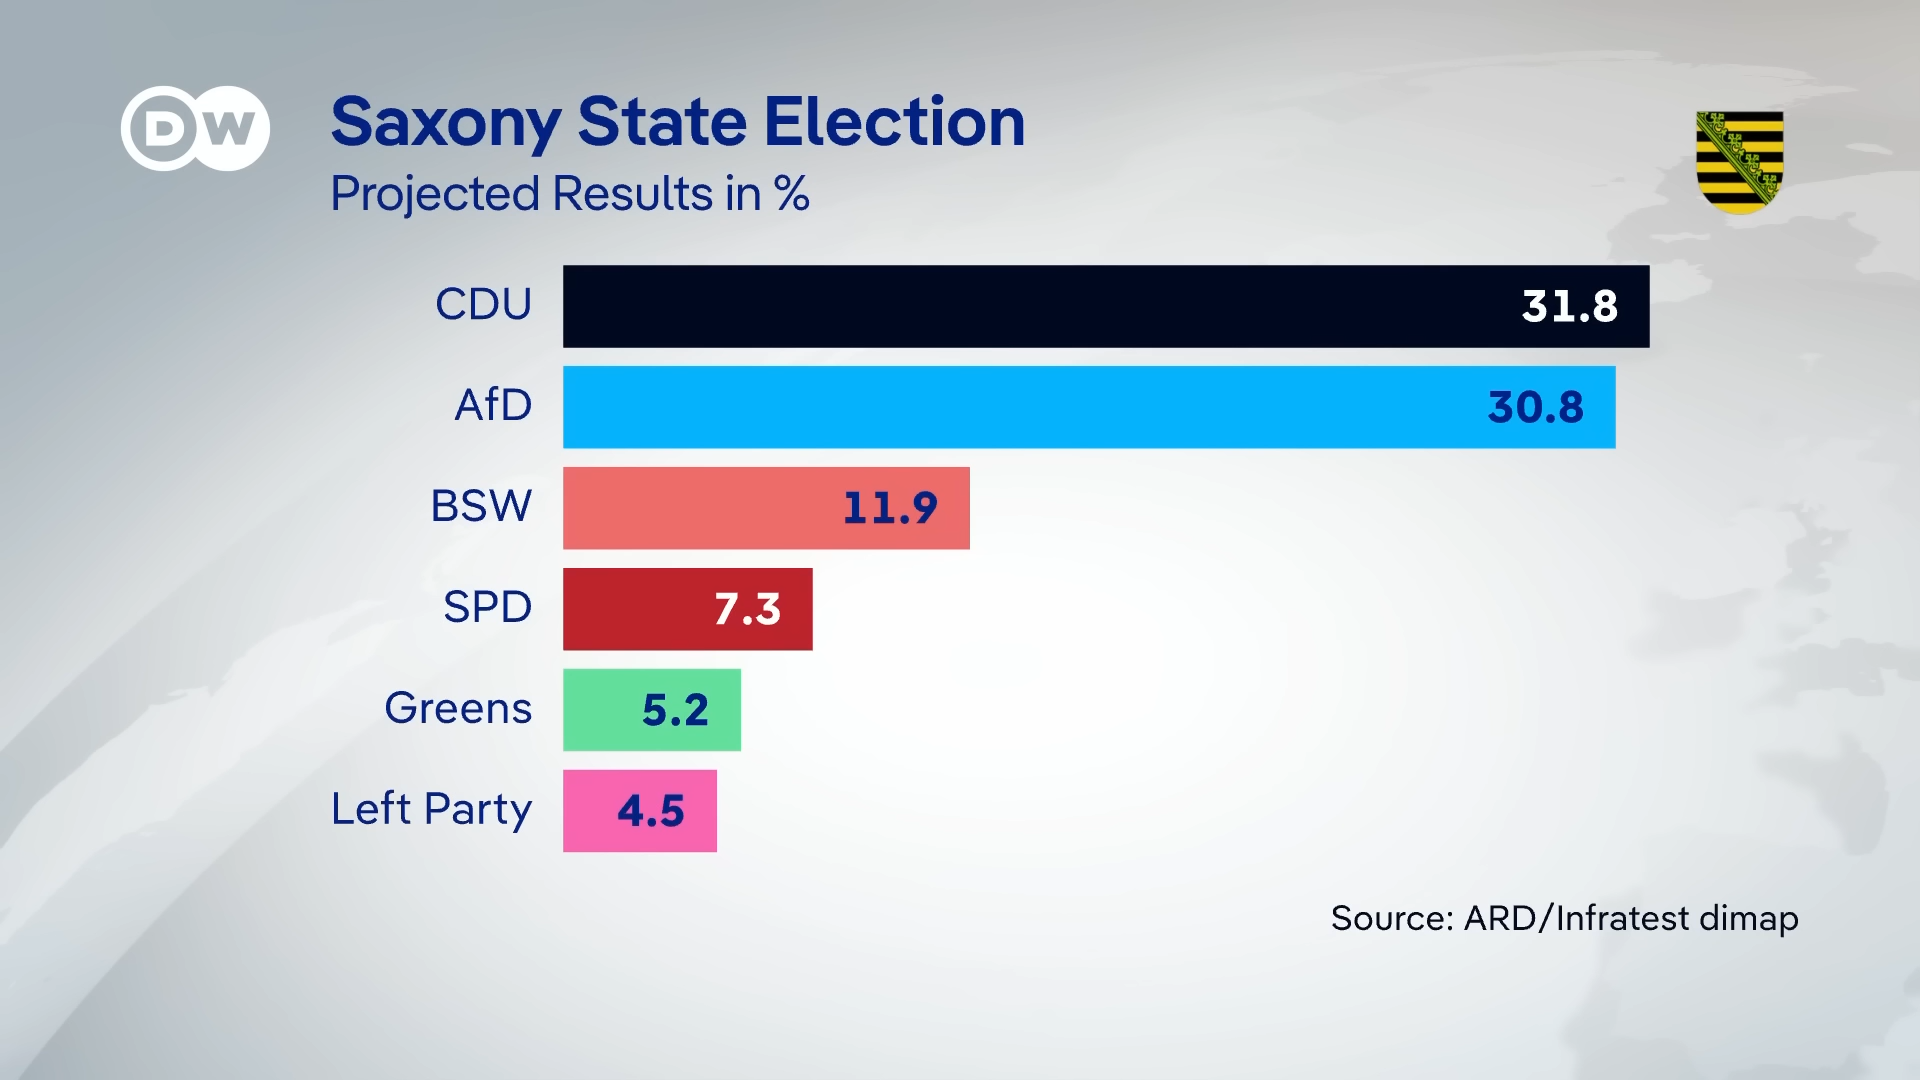 DW
Saxony State Election
Projected Results in %
CDU 31.8
AfD 30.8
BSW 11.9
SPD 7.3
Greens 5.2
Left Party 4.5
Source: ARD/Infratest dimap